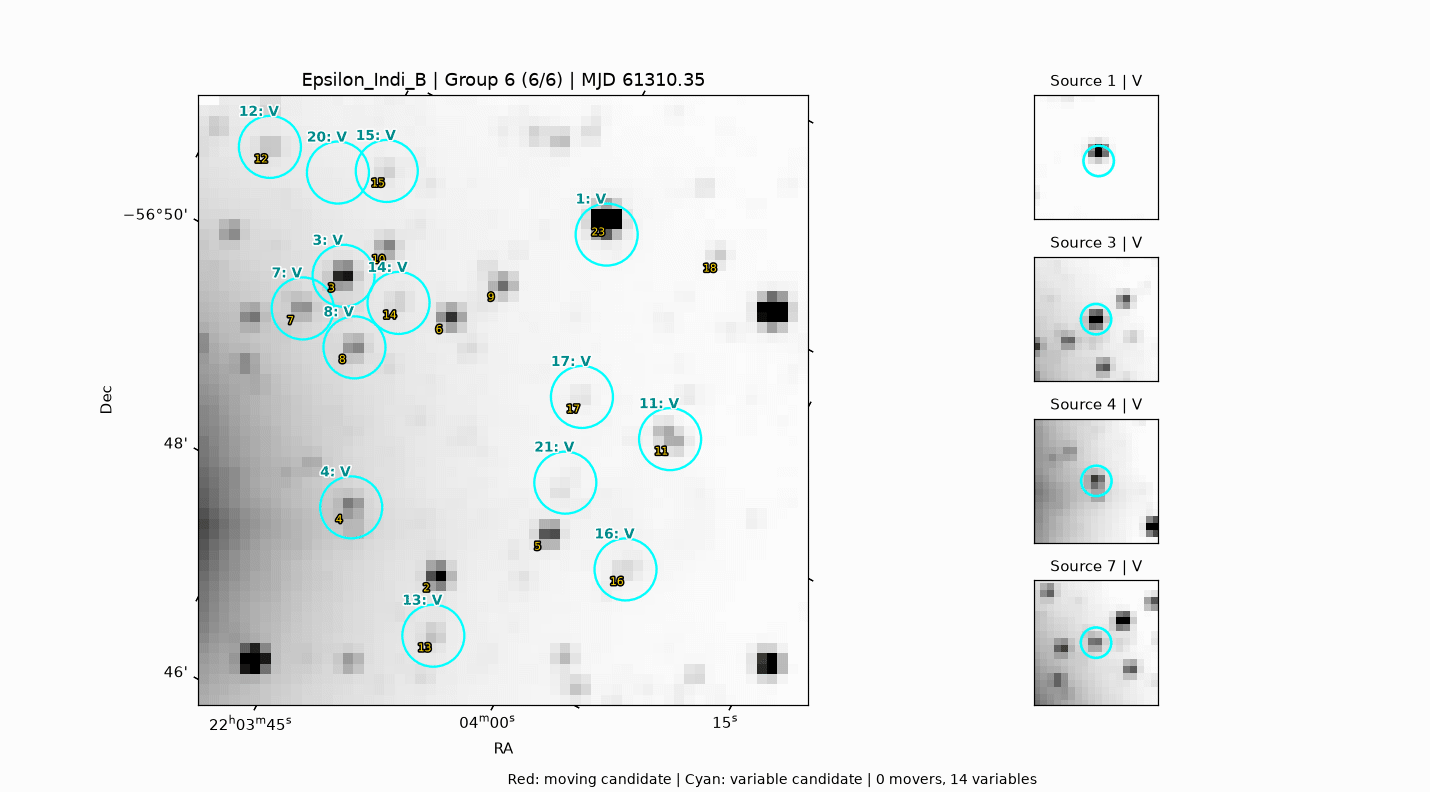 Epsilon_Indi_B | Group 6 (6/6) | MJD 61310.35
Source 1 | V
12: V
20: V
15: V
12
15
1: V
23
−56°50'
3: V
19
14: V
18
7: V
3
9
8: V
14
7
6
8
Source 3 | V
17: V
17
11: V
11
Dec
48'
21: V
4: V
4
5
16: V
16
2
13: V
13
46'
Source 4 | V
Source 7 | V
22h03m45s
04m00s
15s
RA
Red: moving candidate | Cyan: variable candidate | 0 movers, 14 variables